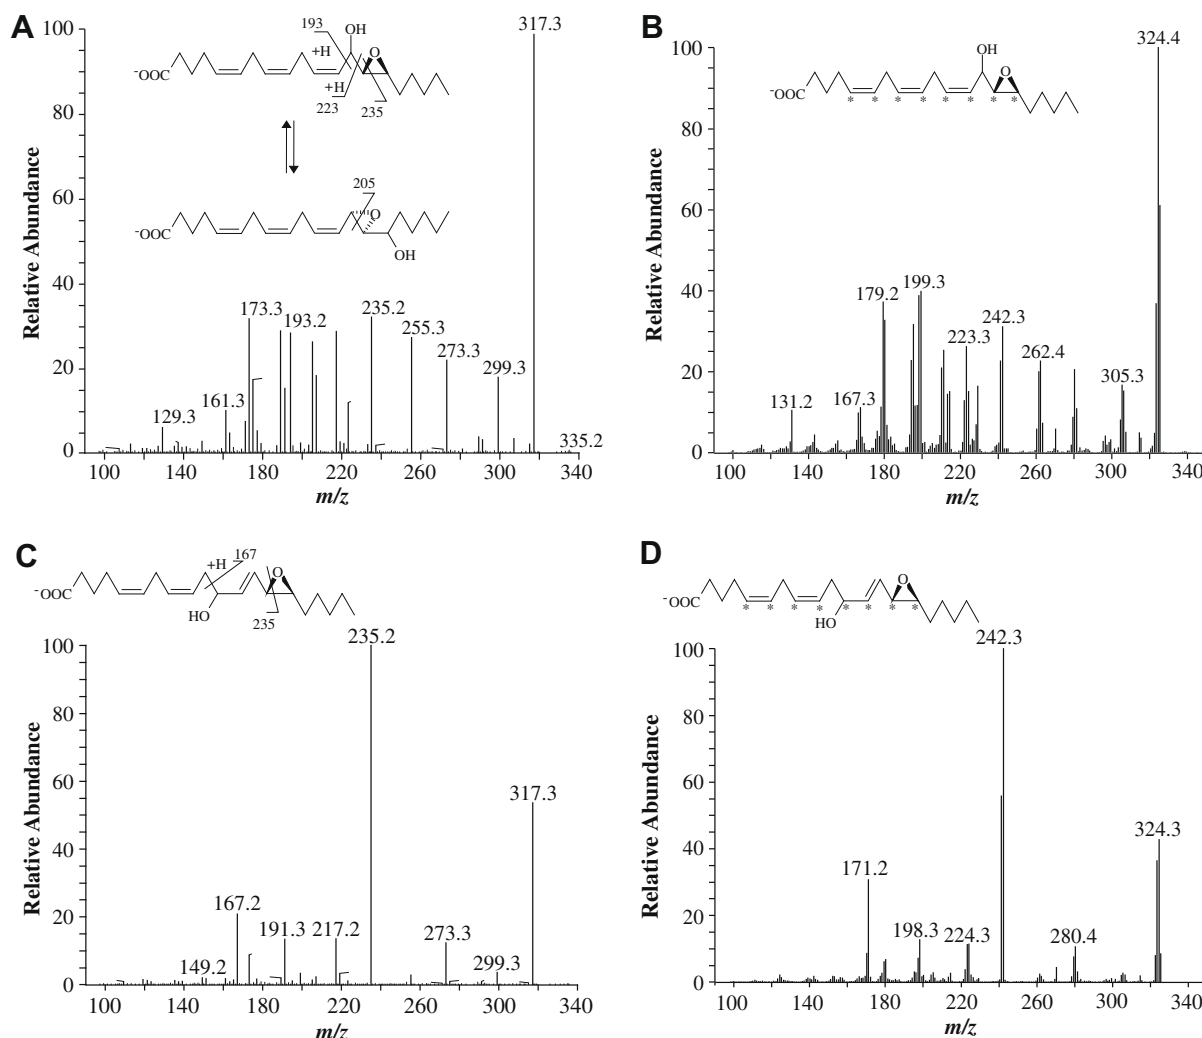 A
Relative Abundance
100
80
60
40
20
0
317.3
193
OH
+H
O
⁻OOC
+H
223
235
205
O
⁻OOC
OH
129.3
161.3
173.3
193.2
235.2
255.3
273.3
299.3
335.2
100 140 180 220 260 300 340
m/z
B
Relative Abundance
100
80
60
40
20
0
324.4
OH
O
⁻OOC
* * * * * * * *
131.2
167.3
179.2
199.3
223.3
242.3
262.4
305.3
100 140 180 220 260 300 340
m/z
C
+H
167
O
⁻OOC
HO
235
Relative Abundance
100
80
60
40
20
0
235.2
317.3
149.2
167.2
191.3
217.2
273.3
299.3
100 140 180 220 260 300 340
m/z
D
O
⁻OOC
* * * * * * * *
HO
Relative Abundance
100
80
60
40
20
0
242.3
324.3
171.2
198.3
224.3
280.4
100 140 180 220 260 300 340
m/z